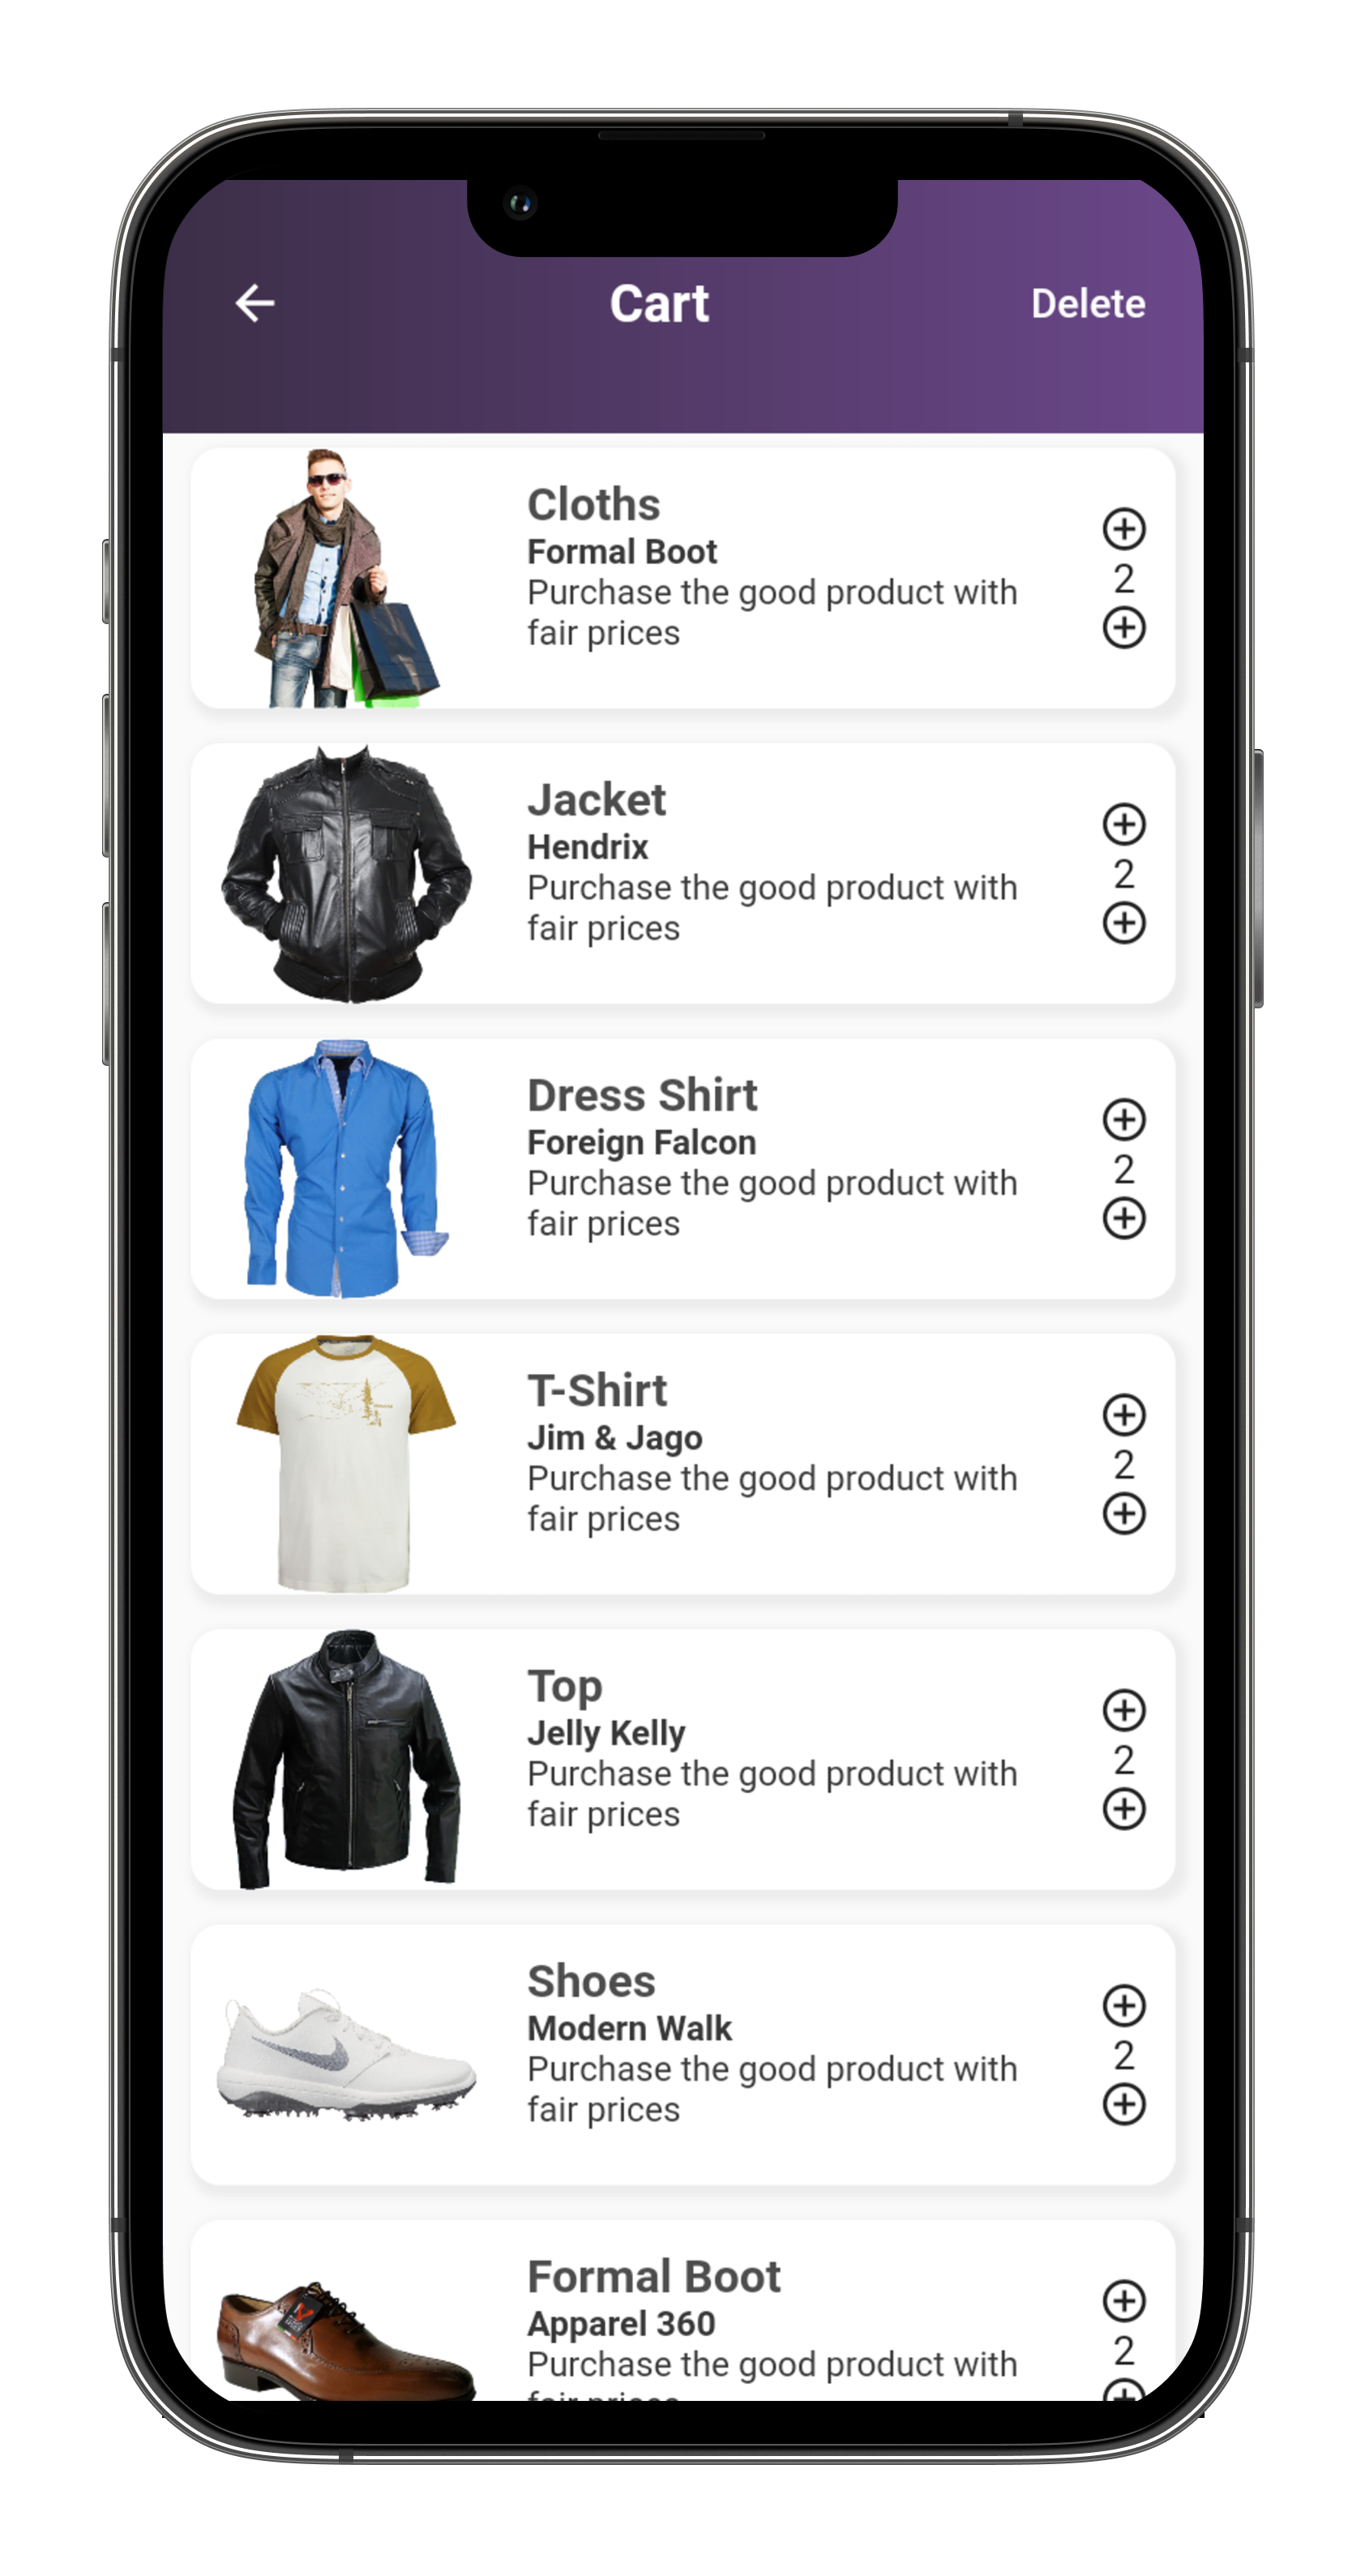 Cart
Delete
Cloths
Formal Boot
Purchase the good product with
fair prices
2
Jacket
Hendrix
Purchase the good product with
fair prices
2
Dress Shirt
Foreign Falcon
Purchase the good product with
fair prices
2
T-Shirt
Jim & Jago
Purchase the good product with
fair prices
2
Top
Jelly Kelly
Purchase the good product with
fair prices
2
Shoes
Modern Walk
Purchase the good product with
fair prices
2
Formal Boot
Apparel 360
Purchase the good product with
2